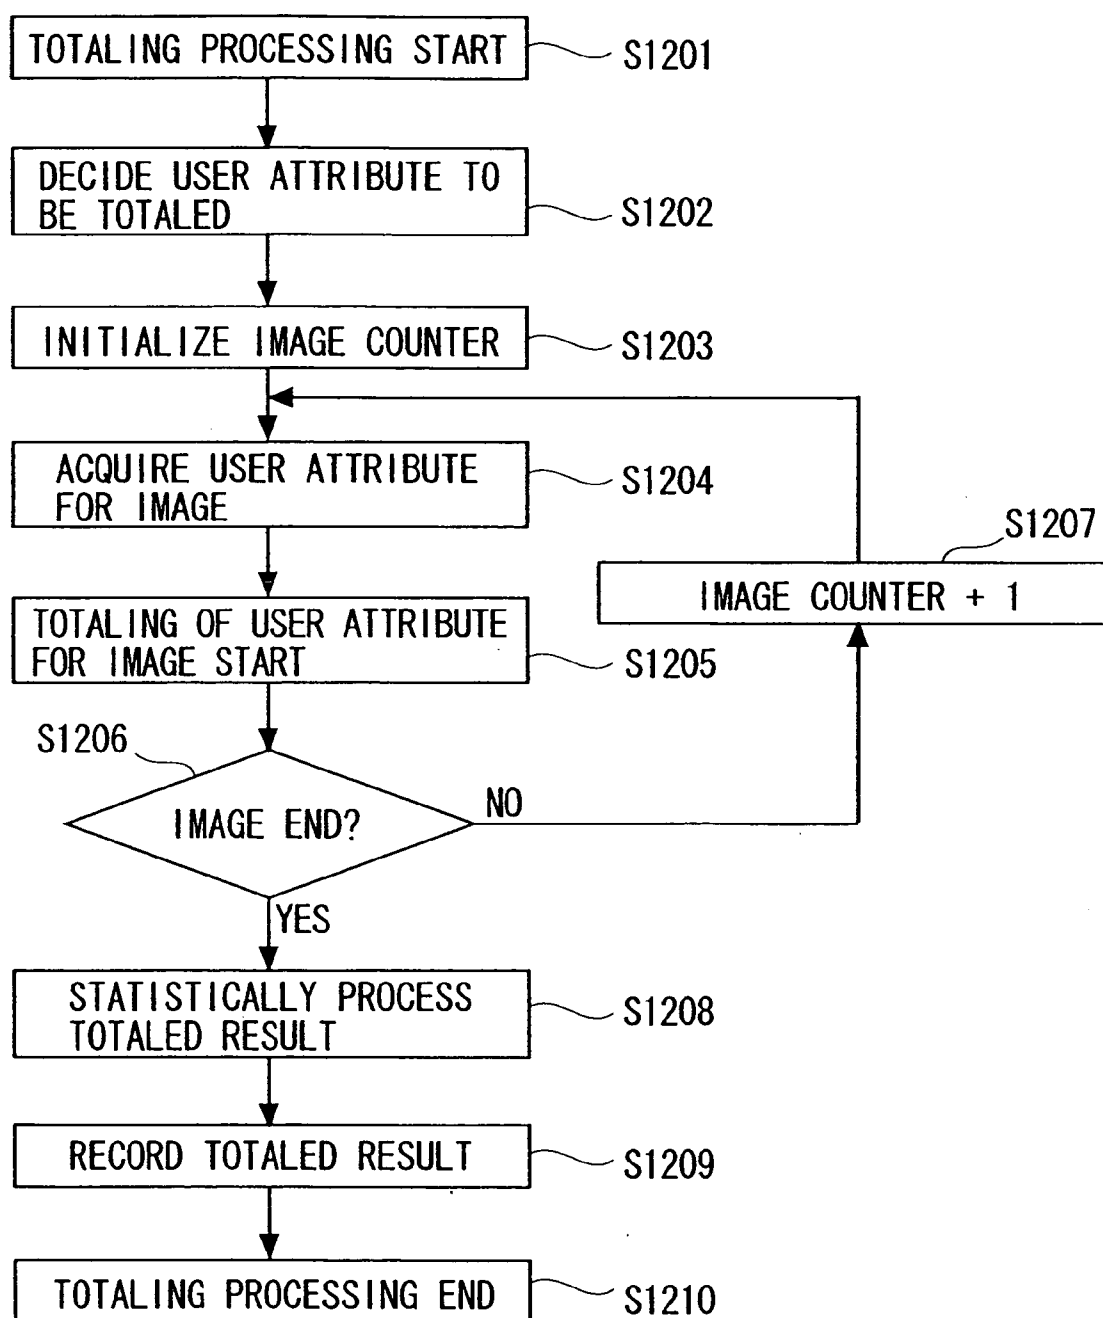 TOTALING PROCESSING START
S1201
DECIDE USER ATTRIBUTE TO
BE TOTALED
S1202
INITIALIZE IMAGE COUNTER
S1203
ACQUIRE USER ATTRIBUTE
FOR IMAGE
S1204
S1207
IMAGE COUNTER + 1
TOTALING OF USER ATTRIBUTE
FOR IMAGE START
S1205
S1206
IMAGE END?
NO
YES
STATISTICALLY PROCESS
TOTALED RESULT
S1208
RECORD TOTALED RESULT
S1209
TOTALING PROCESSING END
S1210